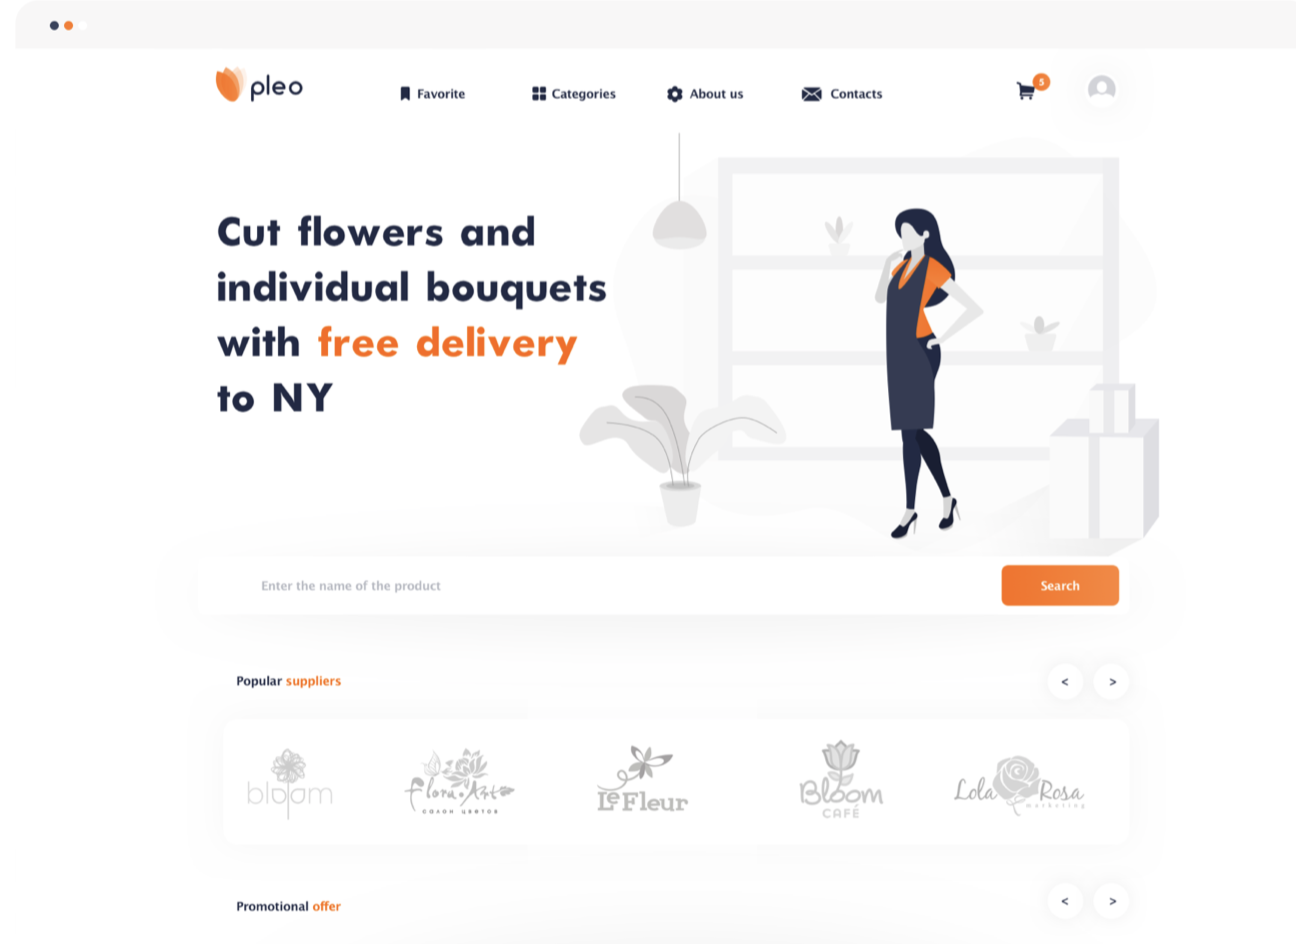 pleo
Favorite
Categories
About us
Contacts
5
Cut flowers and
individual bouquets
with free delivery
to NY
Enter the name of the product
Search
Popular suppliers
< >
bloom
Flora·Art
САЛОН ЦВЕТОВ
Le Fleur
Bloom
CAFÉ
Lola Rosa
marketing
Promotional offer
< >